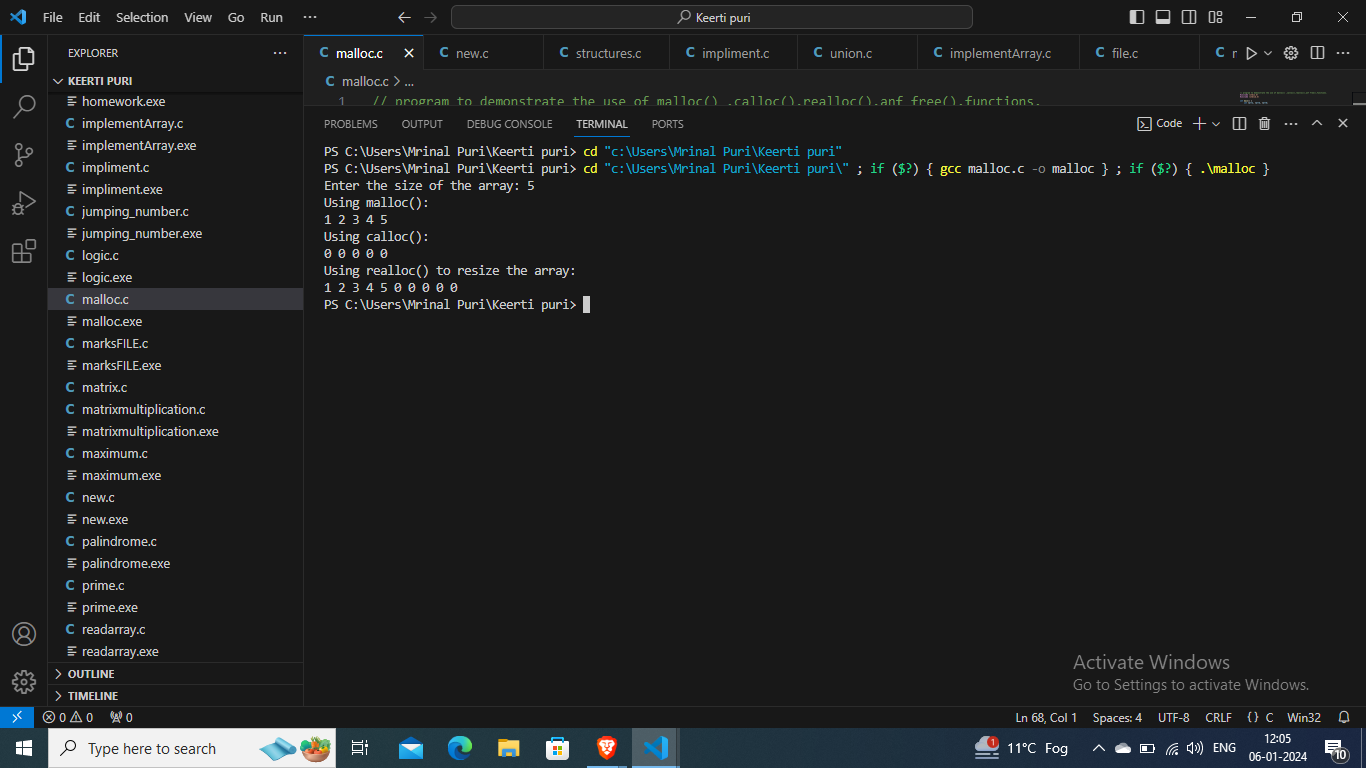 File Edit Selection View Go Run ···
Keerti puri
EXPLORER
KEERTI PURI
homework.exe
implementArray.c
implementArray.exe
impliment.c
impliment.exe
jumping_number.c
jumping_number.exe
logic.c
logic.exe
malloc.c
malloc.exe
marksFILE.c
marksFILE.exe
matrix.c
matrixmultiplication.c
matrixmultiplication.exe
maximum.c
maximum.exe
new.c
new.exe
palindrome.c
palindrome.exe
prime.c
prime.exe
readarray.c
readarray.exe
OUTLINE
TIMELINE
C malloc.c C new.c C structures.c C impliment.c C union.c C implementArray.c C file.c C r
C malloc.c > ...
1 // program to demonstrate the use of malloc() ,calloc(),realloc(),anf free(),functions.
PROBLEMS OUTPUT DEBUG CONSOLE TERMINAL PORTS
Code
PS C:\Users\Mrinal Puri\Keerti puri> cd "c:\Users\Mrinal Puri\Keerti puri"
PS C:\Users\Mrinal Puri\Keerti puri> cd "c:\Users\Mrinal Puri\Keerti puri\" ; if ($?) { gcc malloc.c -o malloc } ; if ($?) { .\malloc }
Enter the size of the array: 5
Using malloc():
1 2 3 4 5
Using calloc():
0 0 0 0 0
Using realloc() to resize the array:
1 2 3 4 5 0 0 0 0 0
PS C:\Users\Mrinal Puri\Keerti puri>
Activate Windows
Go to Settings to activate Windows.
0 0 0 Ln 68, Col 1 Spaces: 4 UTF-8 CRLF {} C Win32
Type here to search
1 11°C Fog ENG
12:05
06-01-2024
10